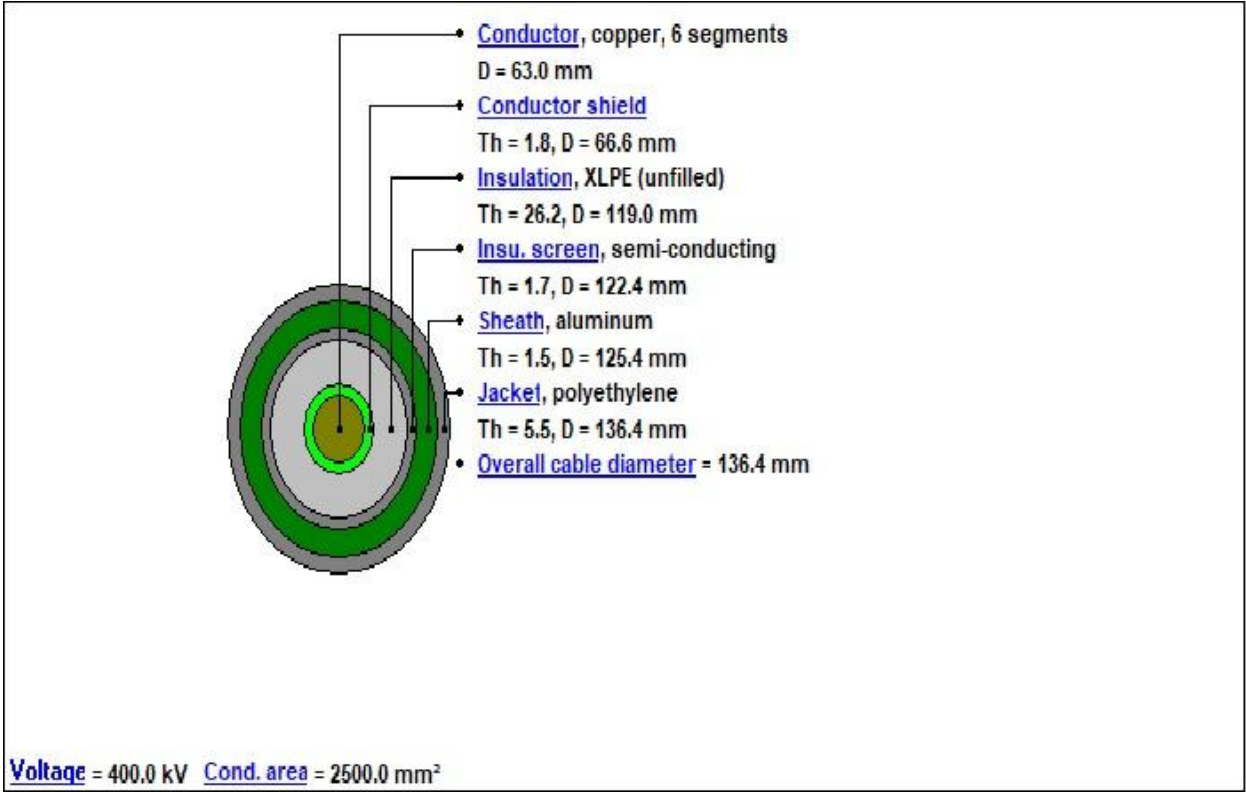 Conductor, copper, 6 segments
D = 63.0 mm
Conductor shield
Th = 1.8, D = 66.6 mm
Insulation, XLPE (unfilled)
Th = 26.2, D = 119.0 mm
Insu. screen, semi-conducting
Th = 1.7, D = 122.4 mm
Sheath, aluminum
Th = 1.5, D = 125.4 mm
Jacket, polyethylene
Th = 5.5, D = 136.4 mm
Overall cable diameter = 136.4 mm
Voltage = 400.0 kV Cond. area = 2500.0 mm²